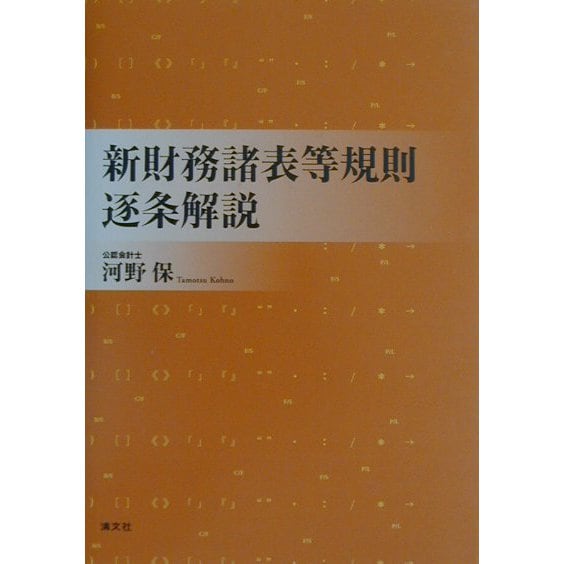 新財務諸表等規則
逐条解説
公認会計士
河野 保 Tamotsu Kohno
清文社